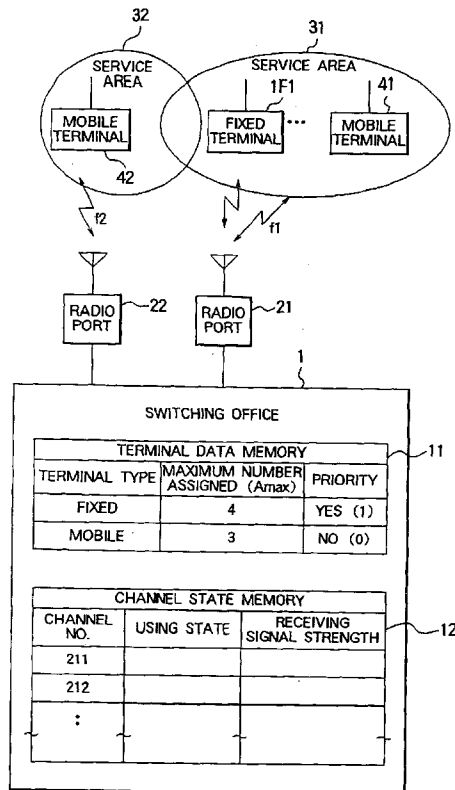 32
31
SERVICE AREA
SERVICE AREA
1F1
41
MOBILE TERMINAL
FIXED TERMINAL
...
MOBILE TERMINAL
42
f2
f1
RADIO PORT
22
RADIO PORT
21
1
SWITCHING OFFICE
11
TERMINAL DATA MEMORY
TERMINAL TYPE MAXIMUM NUMBER ASSIGNED (Amax) PRIORITY
FIXED 4 YES (1)
MOBILE 3 NO (0)
12
CHANNEL STATE MEMORY
CHANNEL NO. USING STATE RECEIVING SIGNAL STRENGTH
211
212
: